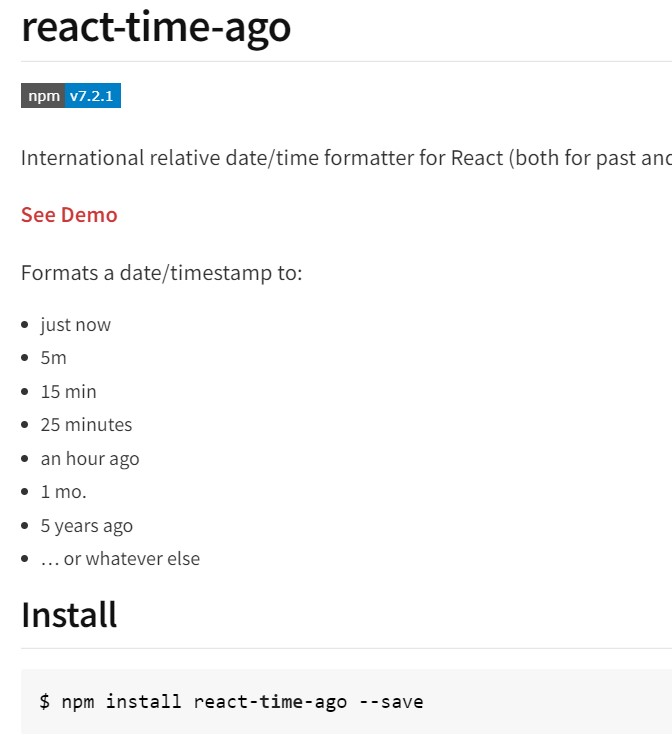 react-time-ago
npm v7.2.1
International relative date/time formatter for React (both for past and
See Demo
Formats a date/timestamp to:
just now
5m
15 min
25 minutes
an hour ago
1 mo.
5 years ago
… or whatever else
Install
$ npm install react-time-ago --save